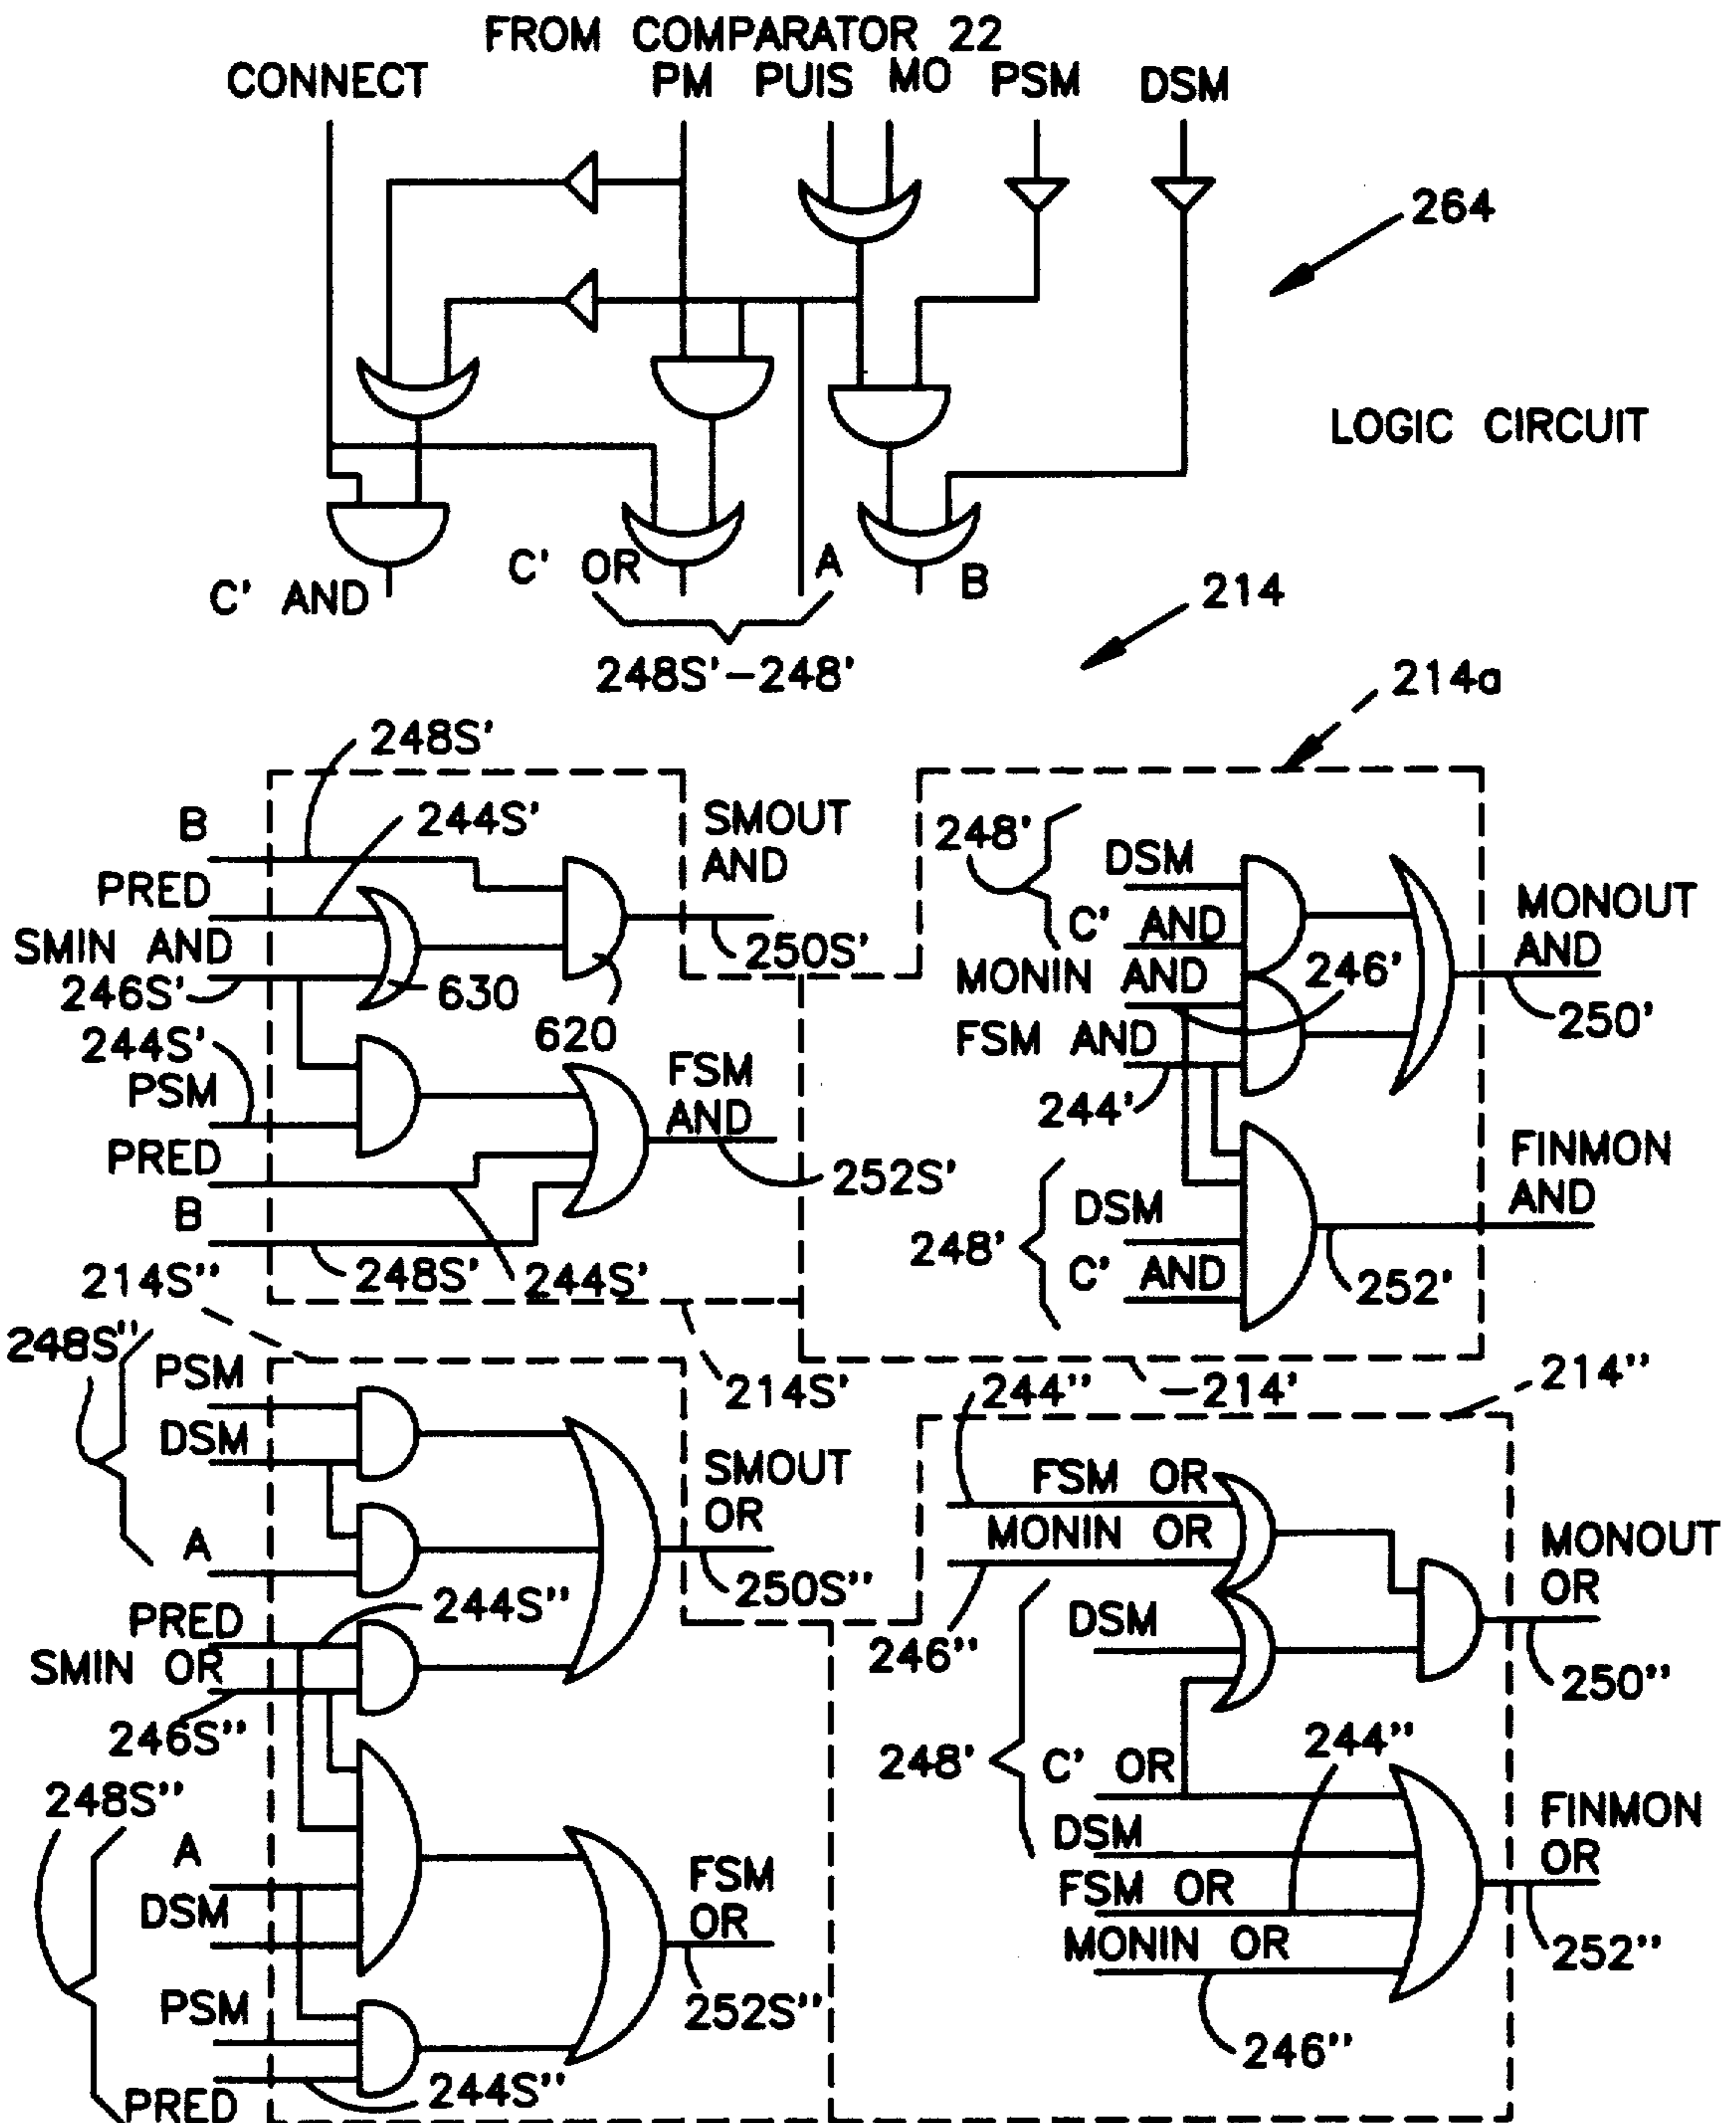 FROM COMPARATOR 22
CONNECT PM PUIS MO PSM DSM
264
LOGIC CIRCUIT
C' OR A B
C' AND
214
248S'-248'
214a
248S'
B 244S' SMOUT
AND
PRED
SMIN AND
246S' 630 250S'
244S' 620
PSM FSM
AND
PRED 252S'
B
248S' 244S'
248' DSM
C' AND MONOUT
AND
MONIN AND 246'
FSM AND 250'
244'
FINMON
AND
DSM
248'
C' AND 252'
214S"
248S" PSM 214S' -214' 214"
DSM
SMOUT
OR
A 250S"
PRED 244S"
SMIN OR
246S"
248S"
A
DSM
FSM
OR
PSM 252S"
PRED 244S"
244"
FSM OR
MONIN OR MONOUT
OR
DSM
246" 250"
244"
248' C' OR
DSM FINMON
OR
FSM OR
MONIN OR 252"
246"